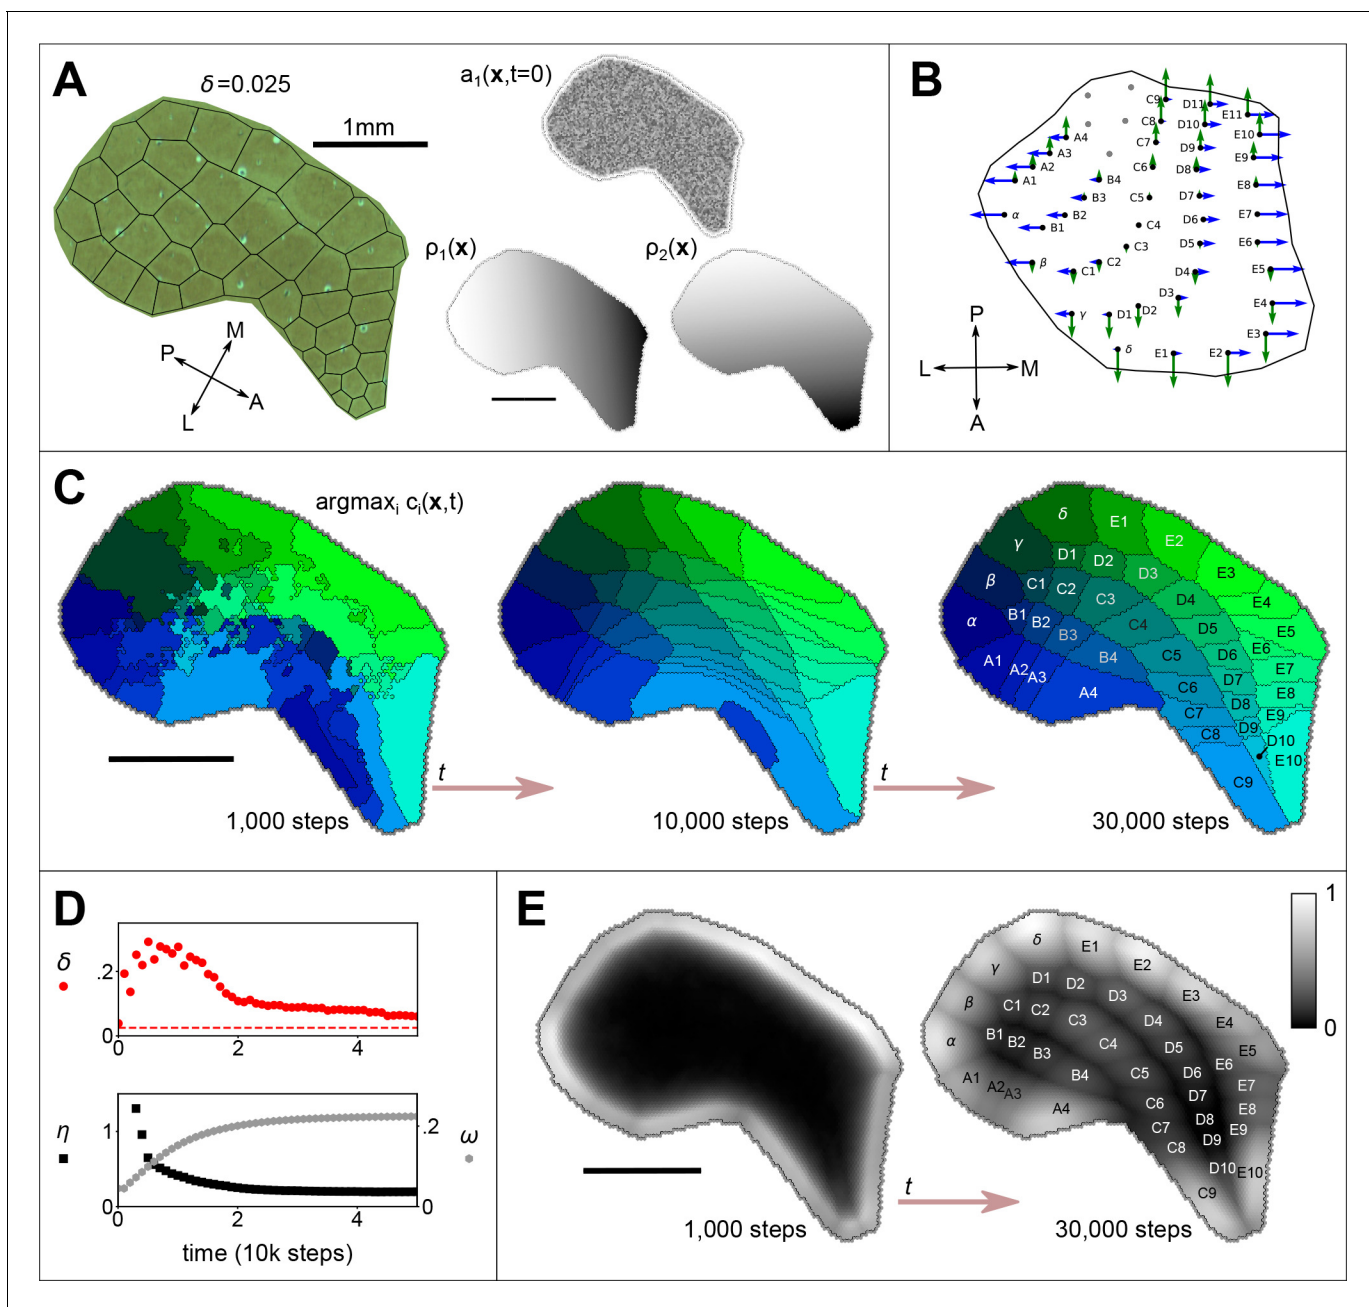 A
δ=0.025
1mm
M
P
A
L
a₁(x,t=0)
ρ₁(x)
ρ₂(x)
B
C9
D11
E11
C8
D10
E10
A4
C7
D9
E9
A3
A2
C6
D8
A1
B4
E8
B3
C5
D7
α
B2
D6
E7
B1
C4
C3
D5
E6
β
C1
C2
D4
E5
D3
E4
γ
D1
D2
E3
δ
E1
E2
P
L
M
A
C
argmaxᵢ cᵢ(x,t)
1,000 steps
t
10,000 steps
t
30,000 steps
δ
E1
E2
γ
D1
D2
D3
E3
β
C1
C2
C3
D4
E4
α
B1
B2
B3
C4
D5
E5
A1
A2
A3
B4
C5
D6
E6
A4
D7
E7
C6
D8
E8
C7
D9
E9
C8
D10
C9
E10
D
δ
.2
0
0
2
4
η
1
0
ω
.2
0
0
2
4
time (10k steps)
E
1,000 steps
t
30,000 steps
1
0
δ
E1
E2
γ
D1
D2
D3
E3
β
C1
C2
C3
D4
E4
α
B1
B2
B3
C4
D5
E5
A1
A2
A3
B4
C5
D6
E6
A4
D7
E7
C6
D8
E8
C7
D9
E9
C8
D10
E10
C9